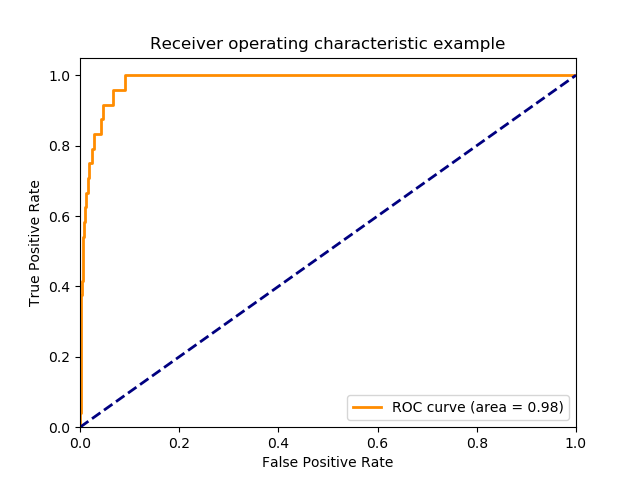 Receiver operating characteristic example
True Positive Rate
1.0
0.8
0.6
0.4
0.2
0.0
ROC curve (area = 0.98)
0.0 0.2 0.4 0.6 0.8 1.0
False Positive Rate